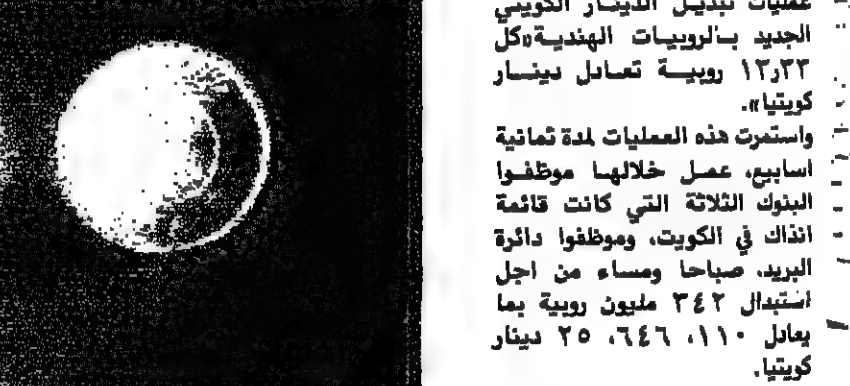 عمليات تبديل الدينار الكويتي
الجديد بالروبيات الهندية «كل
١٣٫٣٣ روبية تعادل دينار
كويتيا».
واستمرت هذه العمليات لمدة ثمانية
اسابيع، عمل خلالها موظفوا
البنوك الثلاثة التي كانت قائمة
انذاك في الكويت، وموظفوا دائرة
البريد، صباحا ومساء من اجل
استبدال ٣٤٢ مليون روبية بما
يعادل ١١٠، ٦٤٦، ٢٥ دينار
كويتيا.